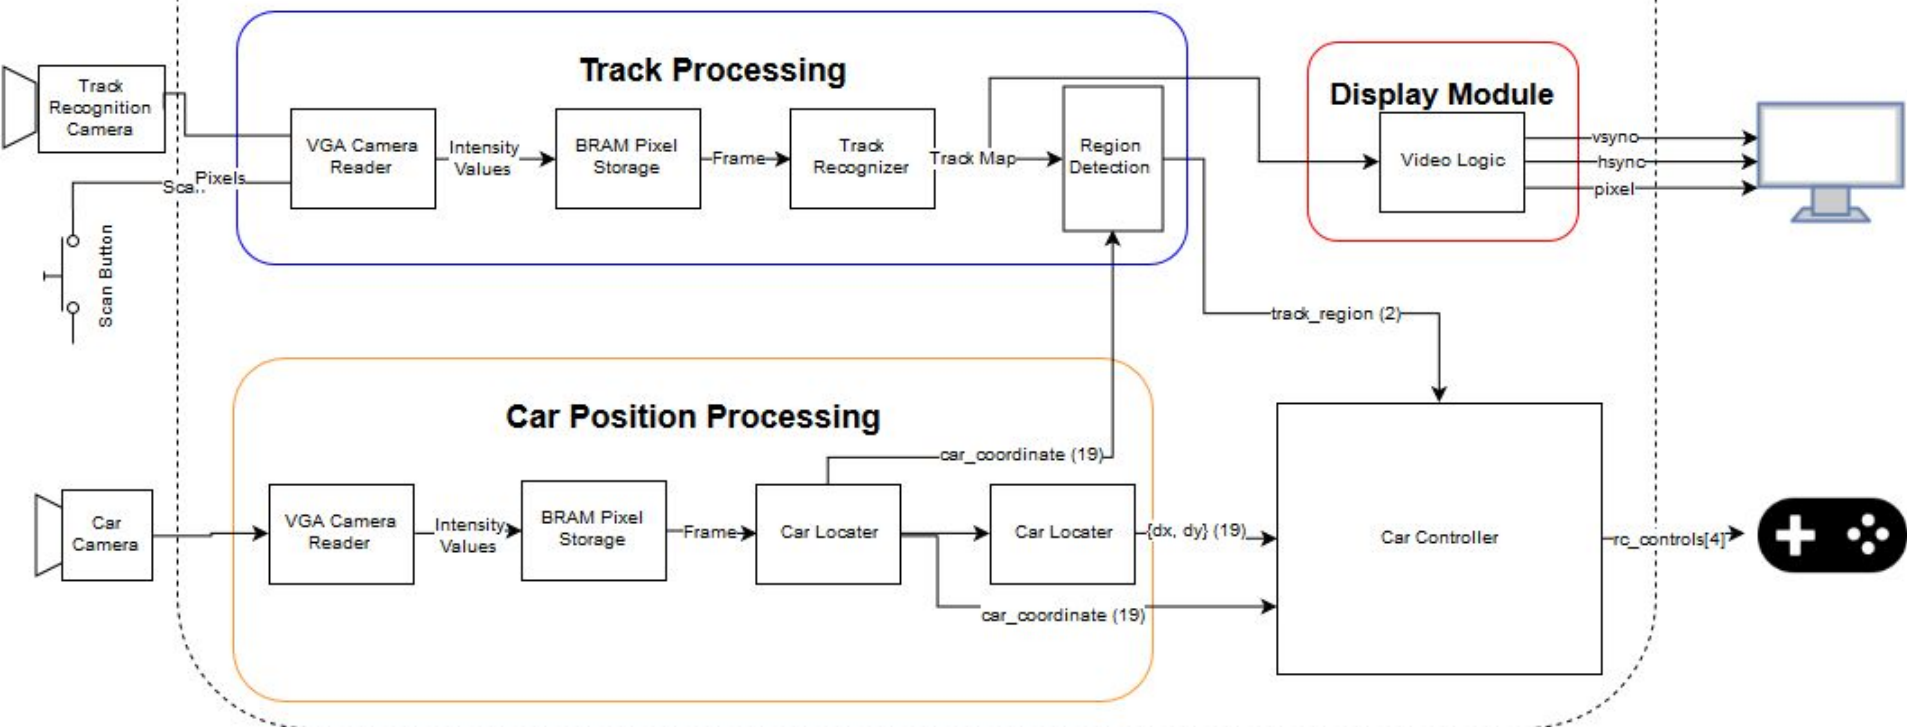 Track Processing
Display Module
Track
Recognition
Camera
VGA Camera
Reader
Intensity
Values
BRAM Pixel
Storage
Frame
Track
Recognizer
Track Map
Region
Detection
Video Logic
vsync
hsync
pixel
Pixels
Scan Button
track_region (2)
Car Position Processing
car_coordinate (19)
Car
Camera
VGA Camera
Reader
Intensity
Values
BRAM Pixel
Storage
Frame
Car Locater
Car Locater
{dx, dy} (19)
Car Controller
rc_controls[4]
car_coordinate (19)